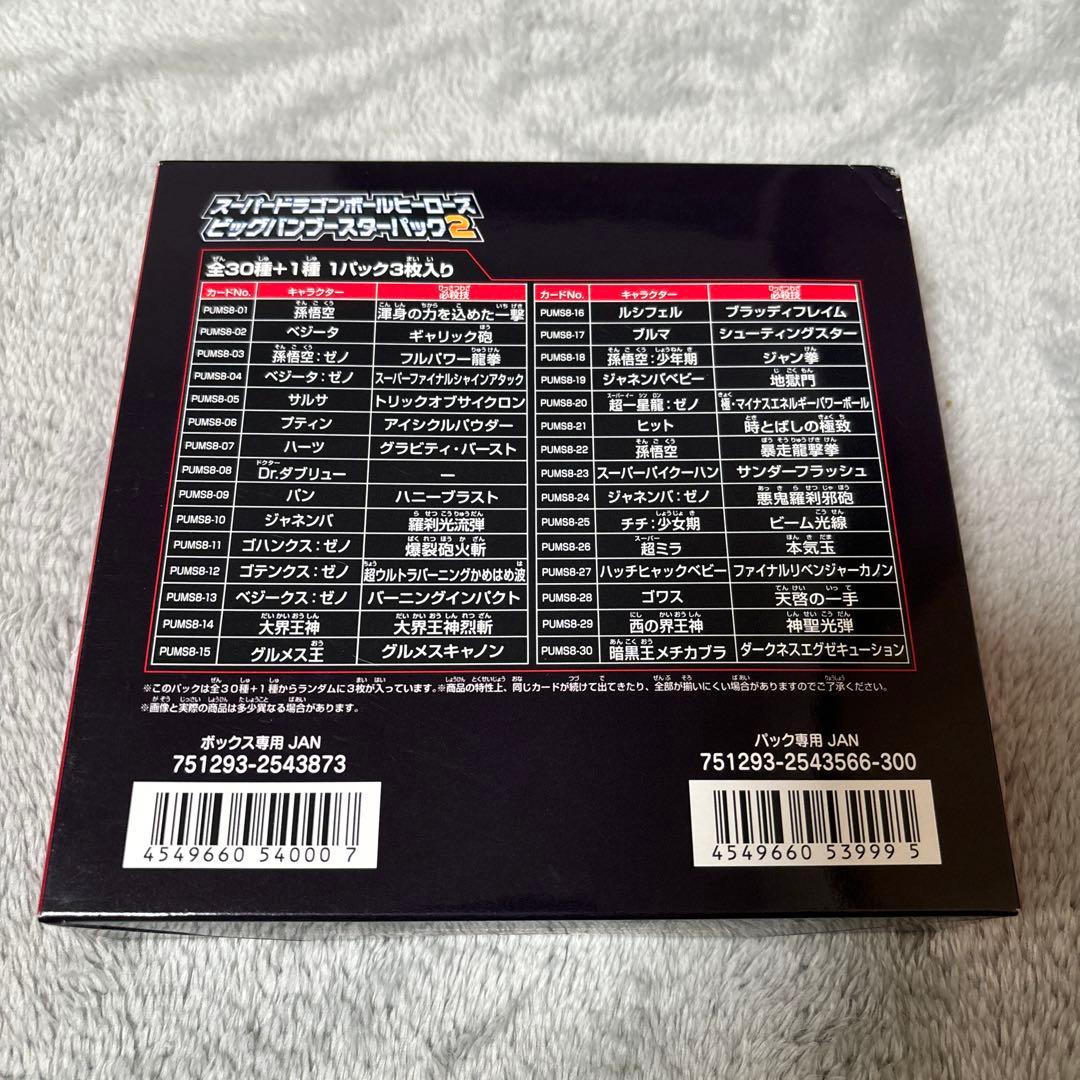 スーパードラゴンボールヒーローズ
ビッグバンブースターパック2
全30種+1種 1パック3枚入り
カードNo. キャラクター 必殺技
PUMS8-01 孫悟空 渾身の力を込めた一撃
PUMS8-02 ベジータ ギャリック砲
PUMS8-03 孫悟空:ゼノ フルパワー龍拳
PUMS8-04 ベジータ:ゼノ スーパーファイナルシャインアタック
PUMS8-05 サルサ トリックオブサイクロン
PUMS8-06 プティン アイシクルパウダー
PUMS8-07 ハーツ グラビティ・バースト
PUMS8-08 Dr.ダブリュー ー
PUMS8-09 パン ハニーブラスト
PUMS8-10 ジャネンバ 羅刹光流弾
PUMS8-11 ゴハンクス:ゼノ 爆裂砲火斬
PUMS8-12 ゴテンクス:ゼノ 超ウルトラバーニングかめはめ波
PUMS8-13 ベジークス:ゼノ バーニングインパクト
PUMS8-14 大界王神 大界王神烈斬
PUMS8-15 グルメス王 グルメスキャノン
カードNo. キャラクター 必殺技
PUMS8-16 ルシフェル ブラッディフレイム
PUMS8-17 ブルマ シューティングスター
PUMS8-18 孫悟空:少年期 ジャン拳
PUMS8-19 ジャネンバベビー 地獄門
PUMS8-20 超一星龍:ゼノ 極・マイナスエネルギーパワーボール
PUMS8-21 ヒット 時とばしの極致
PUMS8-22 孫悟空 暴走龍撃拳
PUMS8-23 スーパーパイクーハン サンダーフラッシュ
PUMS8-24 ジャネンバ:ゼノ 悪鬼羅刹邪砲
PUMS8-25 チチ:少女期 ビーム光線
PUMS8-26 超ミラ 本気玉
PUMS8-27 ハッチヒャックベビー ファイナルリベンジャーカノン
PUMS8-28 ゴワス 天啓の一手
PUMS8-29 西の界王神 神聖光弾
PUMS8-30 暗黒王メチカブラ ダークネスエグゼキューション
※このパックは全30種+1種からランダムに3枚が入っています。※商品の特性上、同じカードが続けて出てきたり、全部が揃いにくい場合がありますのでご了承ください。
※画像と実際の商品は多少異なる場合があります。
ボックス専用 JAN
751293-2543873
4549660 54000 7
パック専用 JAN
751293-2543566-300
4549660 53999 5